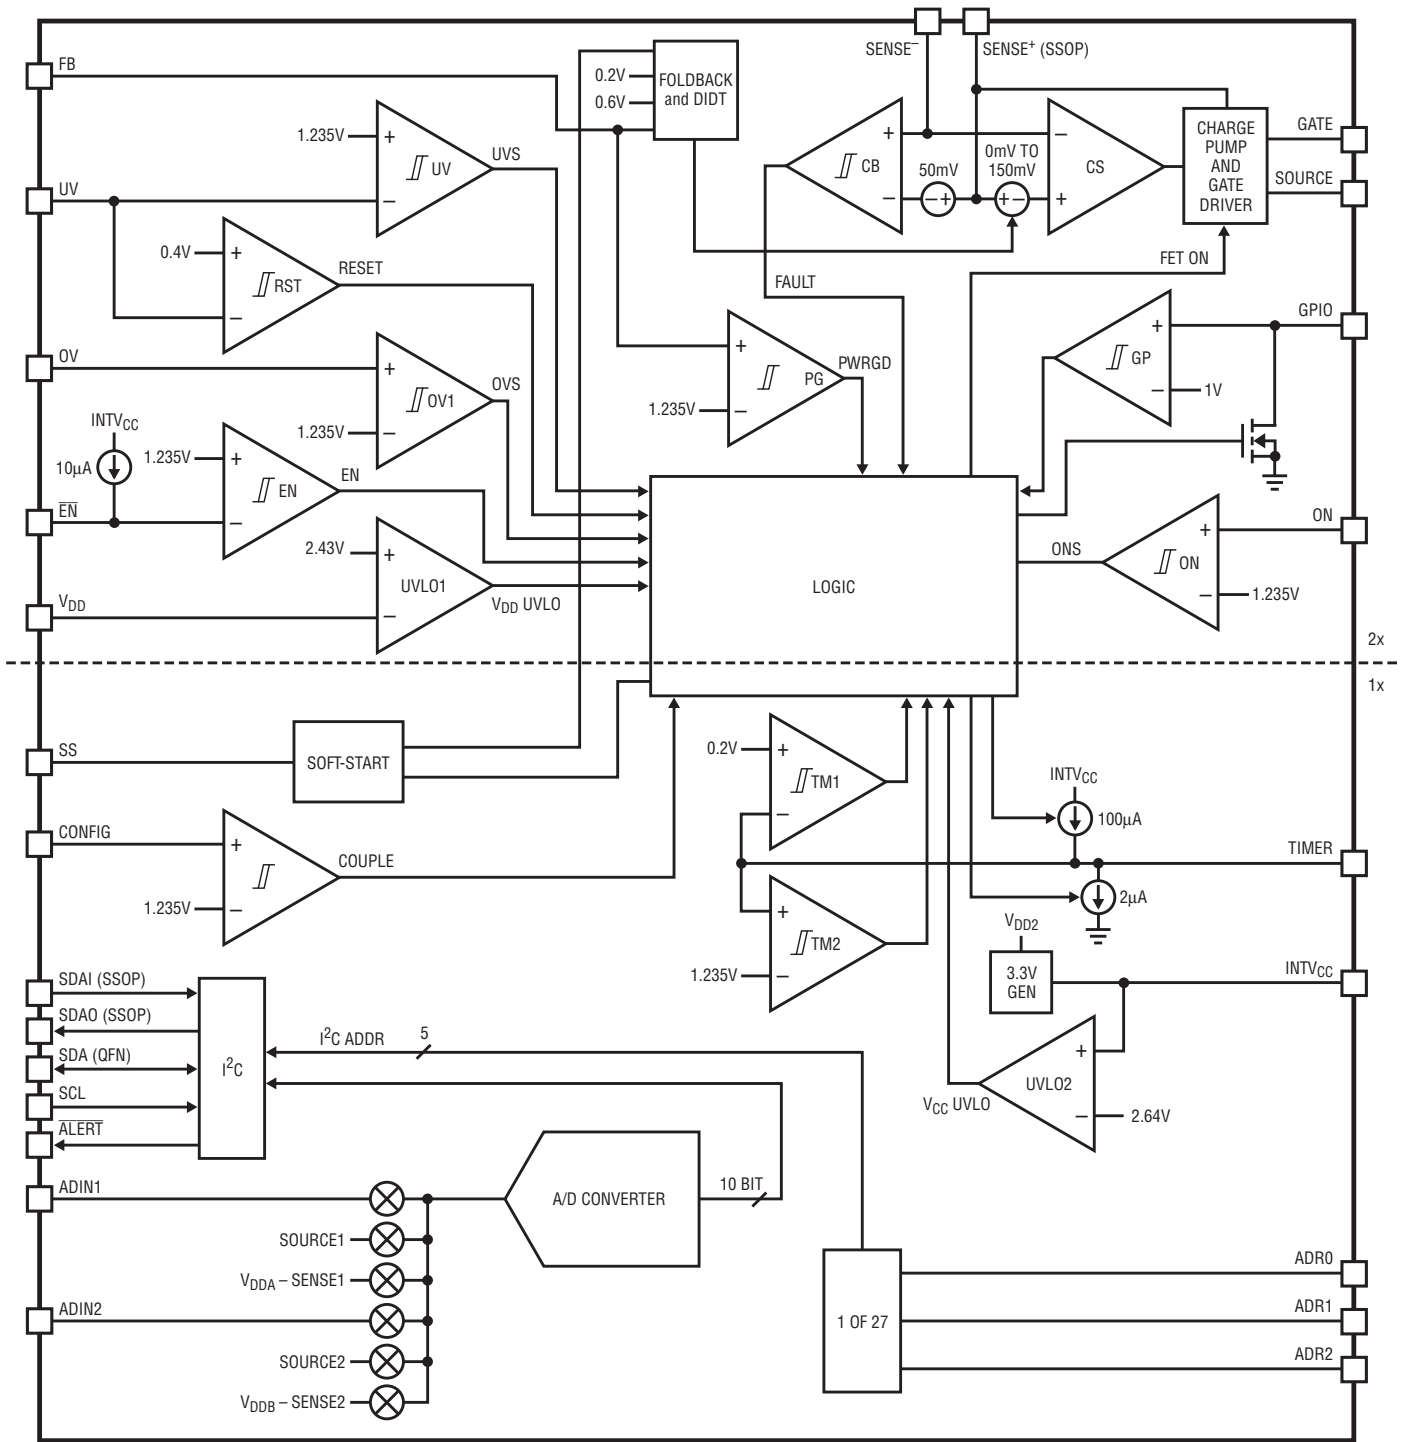 SENSE⁻
SENSE⁺ (SSOP)
FB
0.2V
0.6V
FOLDBACK
and DIDT
1.235V
+
UV
−
UVS
UV
+
CB
−
50mV
−+
0mV TO
150mV
+−
−
CS
+
CHARGE
PUMP
AND
GATE
DRIVER
GATE
SOURCE
0.4V
+
RST
−
RESET
FET ON
FAULT
GPIO
+
GP
−
1V
OV
+
OV1
−
1.235V
OVS
+
PG
−
1.235V
PWRGD
INTVCC
10µA
1.235V
+
EN
−
EN
E̅N̅
2.43V
+
UVLO1
−
VDD UVLO
VDD
LOGIC
ONS
+
ON
−
1.235V
ON
2x
1x
SS
SOFT-START
0.2V
+
TM1
−
INTVCC
100µA
TIMER
2µA
CONFIG
+
−
1.235V
COUPLE
+
TM2
−
1.235V
VDD2
3.3V
GEN
INTVCC
+
UVLO2
−
2.64V
VCC UVLO
SDAI (SSOP)
SDAO (SSOP)
SDA (QFN)
SCL
A̅L̅E̅R̅T̅
I²C
I²C ADDR
5
ADIN1
SOURCE1
VDDA – SENSE1
ADIN2
SOURCE2
VDDB – SENSE2
A/D CONVERTER
10 BIT
1 OF 27
ADR0
ADR1
ADR2